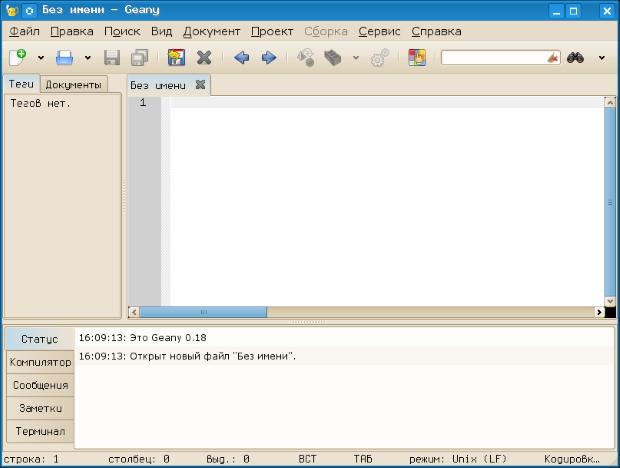 Без имени – Geany
Файл Правка Поиск Вид Документ Проект Сборка Сервис Справка
Теги Документы
Без имени
Тегов нет.
1
Статус
Компилятор
Сообщения
Заметки
Терминал
16:09:13: Это Geany 0.18
16:09:13: Открыт новый файл "Без имени".
строка: 1 столбец: 0 выд.: 0 ВСТ ТАБ режим: Unix (LF) Кодировк…